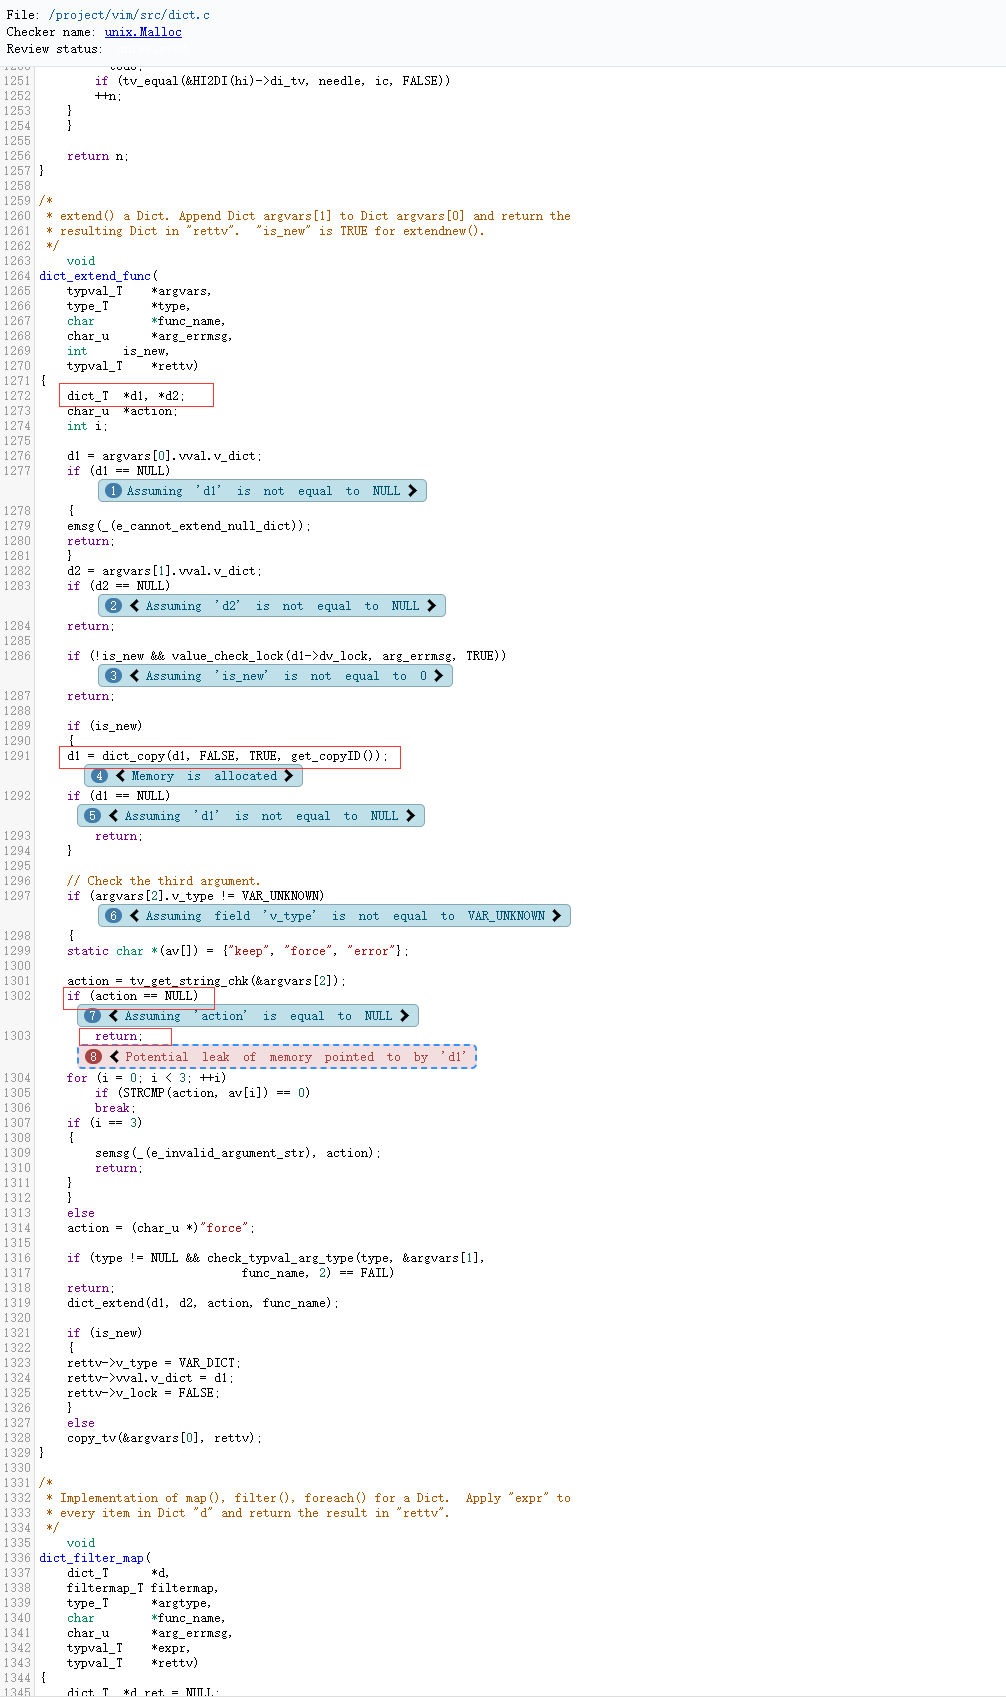 File: /project/vim/src/dict.c
Checker name: unix.Malloc
Review status:
1251 if (tv_equal(&HI2DI(hi)->di_tv, needle, ic, FALSE))
1252 ++n;
1253 }
1254 }
1255
1256 return n;
1257 }
1258
1259 /*
1260 * extend() a Dict. Append Dict argvars[1] to Dict argvars[0] and return the
1261 * resulting Dict in "rettv".  "is_new" is TRUE for extendnew().
1262 */
1263 void
1264 dict_extend_func(
1265 typval_T *argvars,
1266 type_T *type,
1267 char *func_name,
1268 char_u *arg_errmsg,
1269 int is_new,
1270 typval_T *rettv)
1271 {
1272 dict_T *d1, *d2;
1273 char_u *action;
1274 int i;
1275
1276 d1 = argvars[0].vval.v_dict;
1277 if (d1 == NULL)
1 Assuming 'd1' is not equal to NULL ❯
1278 {
1279 emsg(_(e_cannot_extend_null_dict));
1280 return;
1281 }
1282 d2 = argvars[1].vval.v_dict;
1283 if (d2 == NULL)
2 ❮ Assuming 'd2' is not equal to NULL ❯
1284 return;
1285
1286 if (!is_new && value_check_lock(d1->dv_lock, arg_errmsg, TRUE))
3 ❮ Assuming 'is_new' is not equal to 0 ❯
1287 return;
1288
1289 if (is_new)
1290 {
1291 d1 = dict_copy(d1, FALSE, TRUE, get_copyID());
4 ❮ Memory is allocated ❯
1292 if (d1 == NULL)
5 ❮ Assuming 'd1' is not equal to NULL ❯
1293 return;
1294 }
1295
1296 // Check the third argument.
1297 if (argvars[2].v_type != VAR_UNKNOWN)
6 ❮ Assuming field 'v_type' is not equal to VAR_UNKNOWN ❯
1298 {
1299 static char *(av[]) = {"keep", "force", "error"};
1300
1301 action = tv_get_string_chk(&argvars[2]);
1302 if (action == NULL)
7 ❮ Assuming 'action' is equal to NULL ❯
1303 return;
8 ❮ Potential leak of memory pointed to by 'd1'
1304 for (i = 0; i < 3; ++i)
1305 if (STRCMP(action, av[i]) == 0)
1306 break;
1307 if (i == 3)
1308 {
1309 semsg(_(e_invalid_argument_str), action);
1310 return;
1311 }
1312 }
1313 else
1314 action = (char_u *)"force";
1315
1316 if (type != NULL && check_typval_arg_type(type, &argvars[1],
1317 func_name, 2) == FAIL)
1318 return;
1319 dict_extend(d1, d2, action, func_name);
1320
1321 if (is_new)
1322 {
1323 rettv->v_type = VAR_DICT;
1324 rettv->vval.v_dict = d1;
1325 rettv->v_lock = FALSE;
1326 }
1327 else
1328 copy_tv(&argvars[0], rettv);
1329 }
1330
1331 /*
1332 * Implementation of map(), filter(), foreach() for a Dict.  Apply "expr" to
1333 * every item in Dict "d" and return the result in "rettv".
1334 */
1335 void
1336 dict_filter_map(
1337 dict_T *d,
1338 filtermap_T filtermap,
1339 type_T *argtype,
1340 char *func_name,
1341 char_u *arg_errmsg,
1342 typval_T *expr,
1343 typval_T *rettv)
1344 {
1345 dict_T *d_ret = NULL;